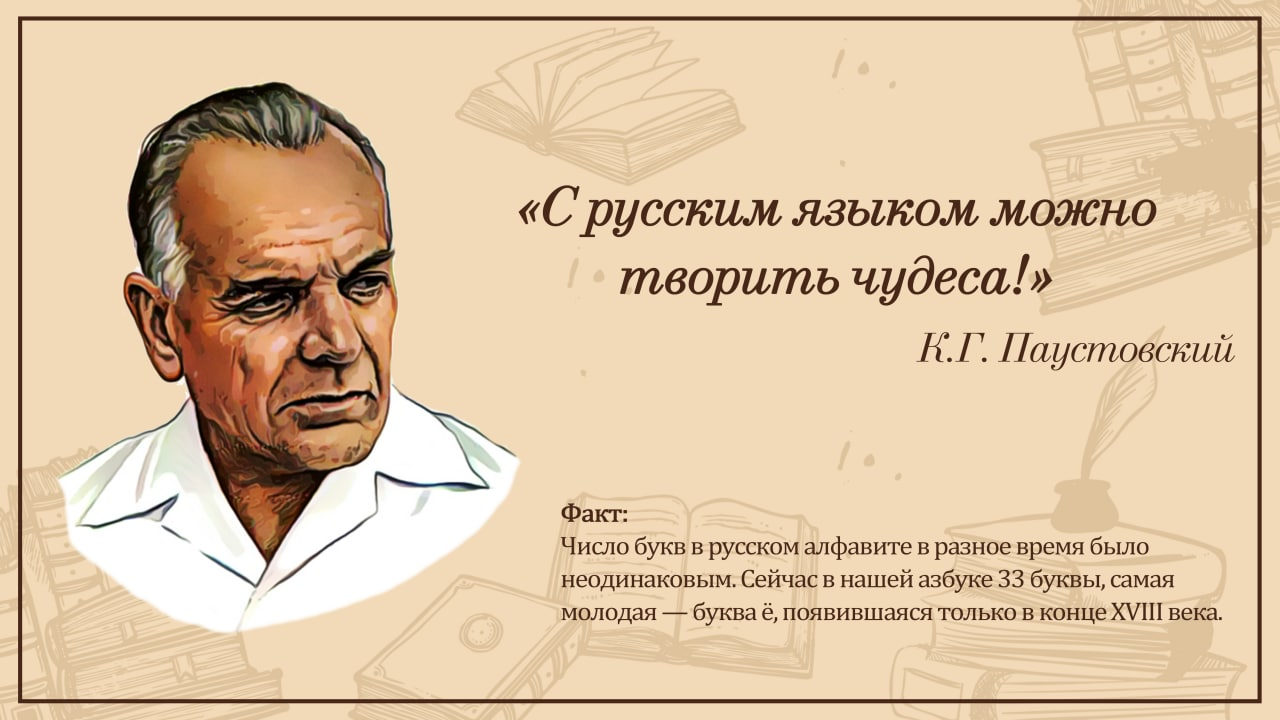 «С русским языком можно
творить чудеса!»
К.Г. Паустовский
Факт:
Число букв в русском алфавите в разное время было
неодинаковым. Сейчас в нашей азбуке 33 буквы, самая
молодая — буква ё, появившаяся только в конце XVIII века.